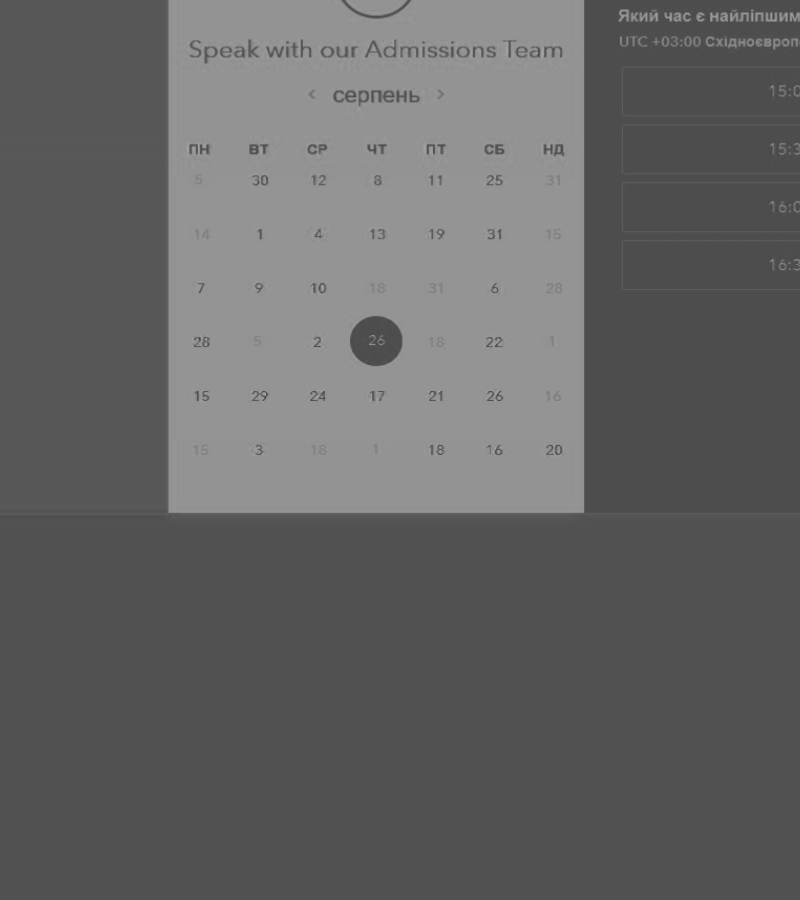 Speak with our Admissions Team
‹ серпень ›
ПН ВТ СР ЧТ ПТ СБ НД
5 30 12 8 11 25 31
14 1 4 13 19 31 15
7 9 10 18 31 6 28
28 5 2 26 18 22 1
15 29 24 17 21 26 16
15 3 18 1 18 16 20
Який час є найліпшим
UTC +03:00 Східноєвроп
15:0
15:3
16:0
16:3